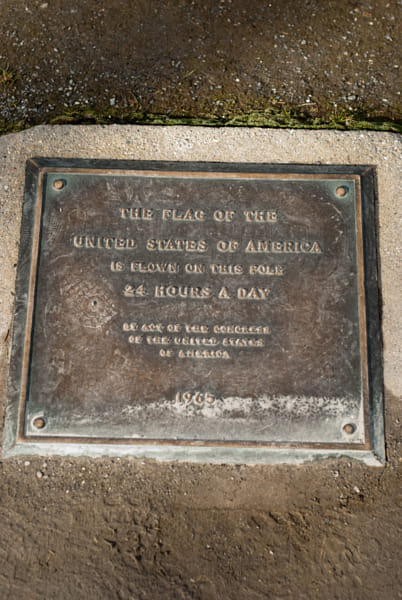 THE FLAG OF THE
UNITED STATES OF AMERICA
IS FLOWN ON THIS POLE
24 HOURS A DAY
BY ACT OF THE CONGRESS
OF THE UNITED STATES
OF AMERICA
1965